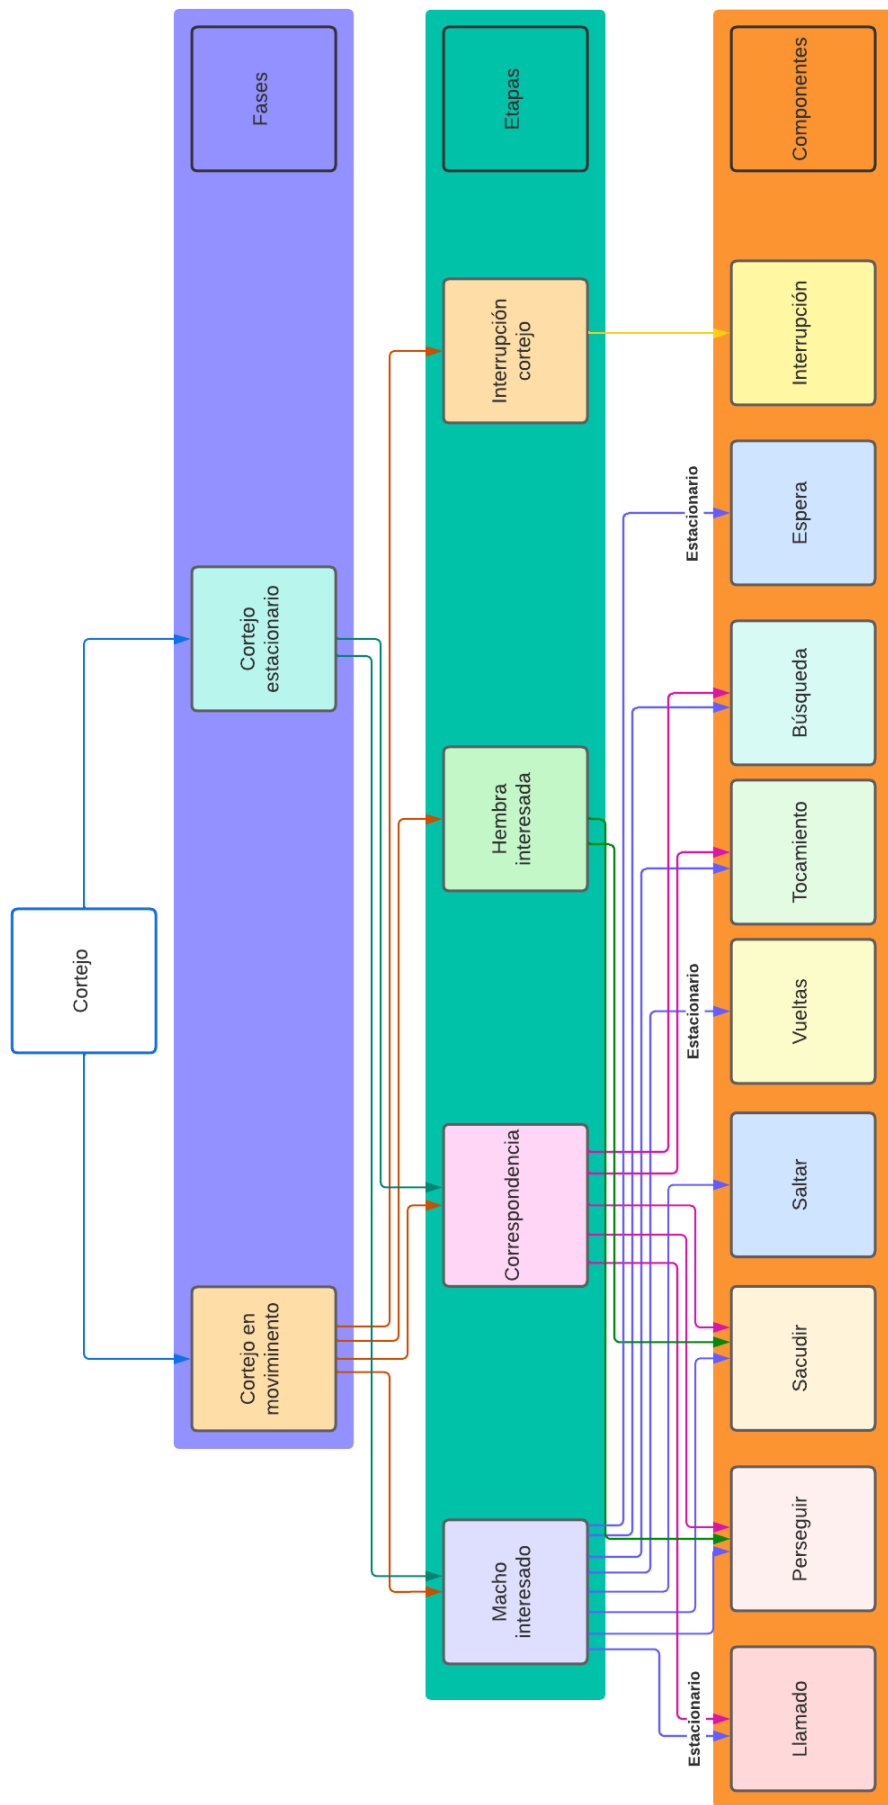 Cortejo
Cortejo en
moviminento
Cortejo
estacionario
Fases
Macho
interesado
Correspondencia
Hembra
interesada
Interrupción
cortejo
Etapas
Estacionario
Estacionario
Estacionario
Llamado
Perseguir
Sacudir
Saltar
Vueltas
Tocamiento
Búsqueda
Espera
Interrupción
Componentes